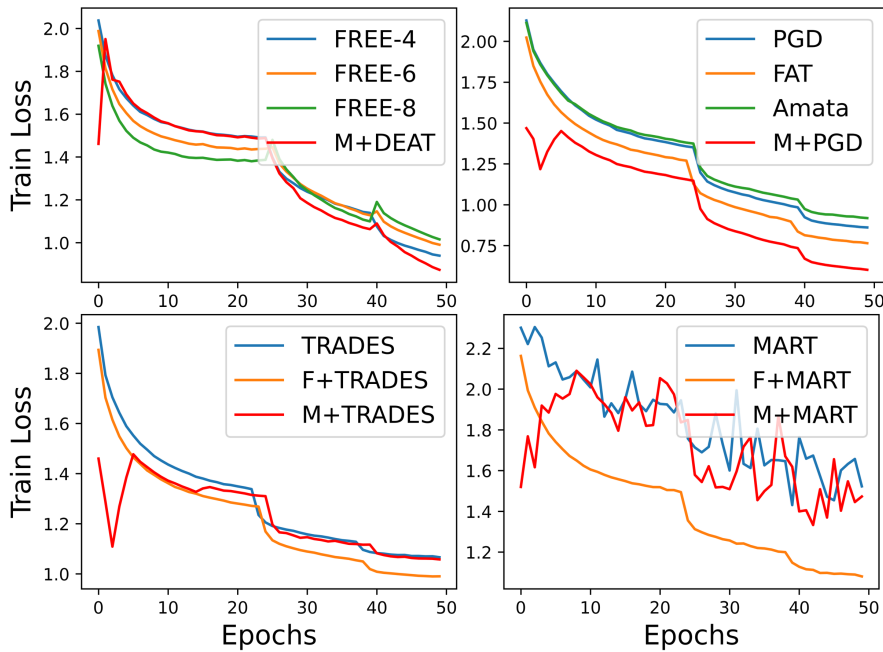 Train Loss
2.0
1.8
1.6
1.4
1.2
1.0
FREE-4
FREE-6
FREE-8
M+DEAT
0 10 20 30 40 50
2.00
1.75
1.50
1.25
1.00
0.75
PGD
FAT
Amata
M+PGD
0 10 20 30 40 50
Train Loss
2.0
1.8
1.6
1.4
1.2
1.0
TRADES
F+TRADES
M+TRADES
0 10 20 30 40 50
Epochs
2.2
2.0
1.8
1.6
1.4
1.2
MART
F+MART
M+MART
0 10 20 30 40 50
Epochs